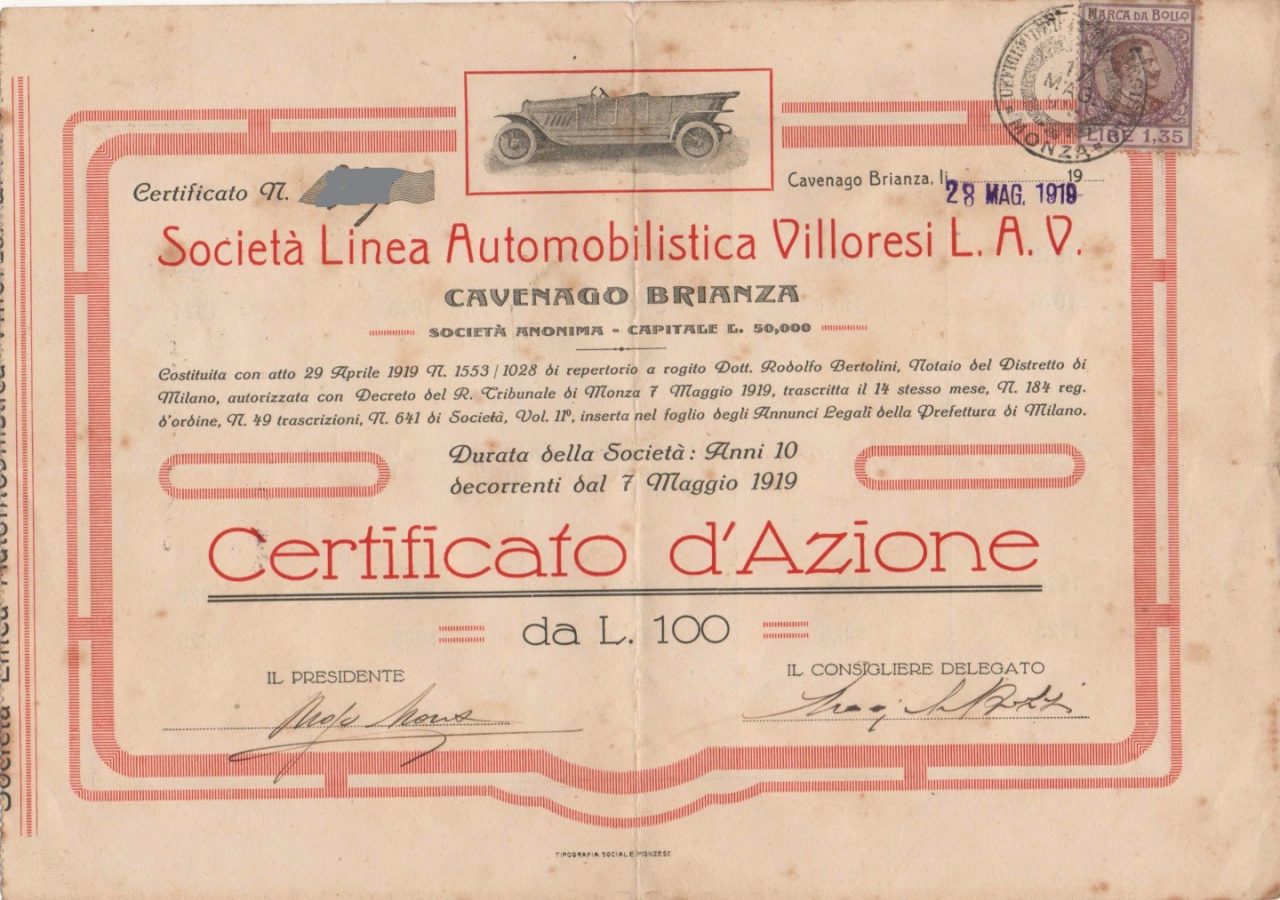 MARCA DA BOLLO
MAG.
MONZA
LIRE 1,35
Certificato N.
Cavenago Brianza, li 19
28 MAG. 1919
Società Linea Automobilistica Villoresi L. A. V.
CAVENAGO BRIANZA
SOCIETÀ ANONIMA - CAPITALE L. 50,000
Costituita con atto 29 Aprile 1919 N. 1553/1028 di repertorio a rogito Dott. Rodolfo Bertolini, Notaio del Distretto di
Milano, autorizzata con Decreto del R. Tribunale di Monza 7 Maggio 1919, trascritta il 14 stesso mese, N. 184 reg.
d'ordine, N. 49 trascrizioni, N. 641 di Società, Vol. 11º, inserta nel foglio degli Annunci Legali della Prefettura di Milano.
Durata della Società: Anni 10
decorrenti dal 7 Maggio 1919
Certificato d'Azione
da L. 100
IL PRESIDENTE
IL CONSIGLIERE DELEGATO
TIPOGRAFIA SOCIALE MONZESE